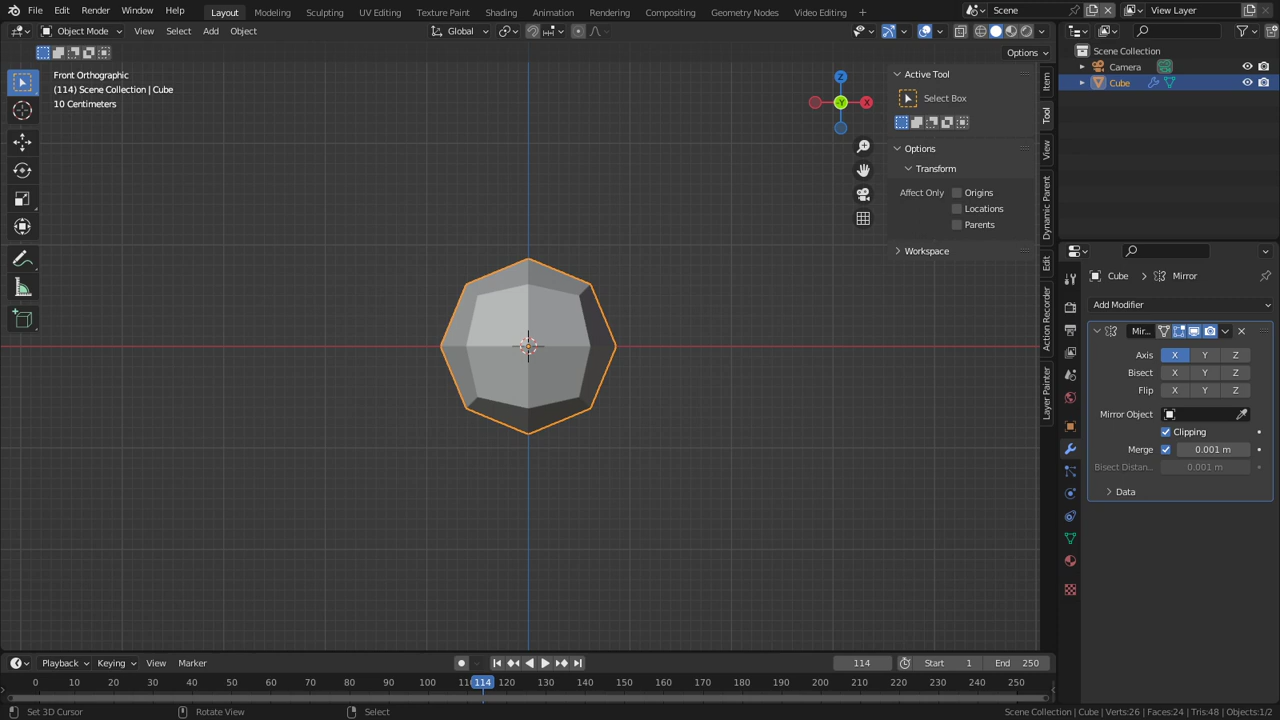 File Edit Render Window Help Layout Modeling Sculpting UV Editing Texture Paint Shading Animation Rendering Compositing Geometry Nodes Video Editing Scene View Layer
Object Mode View Select Add Object Global
Options
Front Orthographic
(114) Scene Collection | Cube
10 Centimeters
Z
-Y
X
Active Tool
Select Box
Options
Transform
Affect Only Origins
Locations
Parents
Workspace
Item
Tool
View
Dynamic Parent
Edit
Action Recorder
Layer Painter
Scene Collection
Camera
Cube
Cube Mirror
Add Modifier
Mir...
Axis X Y Z
Bisect X Y Z
Flip X Y Z
Mirror Object
Clipping
Merge 0.001 m
Bisect Distan... 0.001 m
Data
Playback Keying View Marker 114 Start 1 End 250
0 10 20 30 40 50 60 70 80 90 100 114 120 130 140 150 160 170 180 190 200 210 220 230 240 250
Set 3D Cursor Rotate View Select Scene Collection | Cube | Verts:26 | Faces:24 | Tris:48 | Objects:1/2